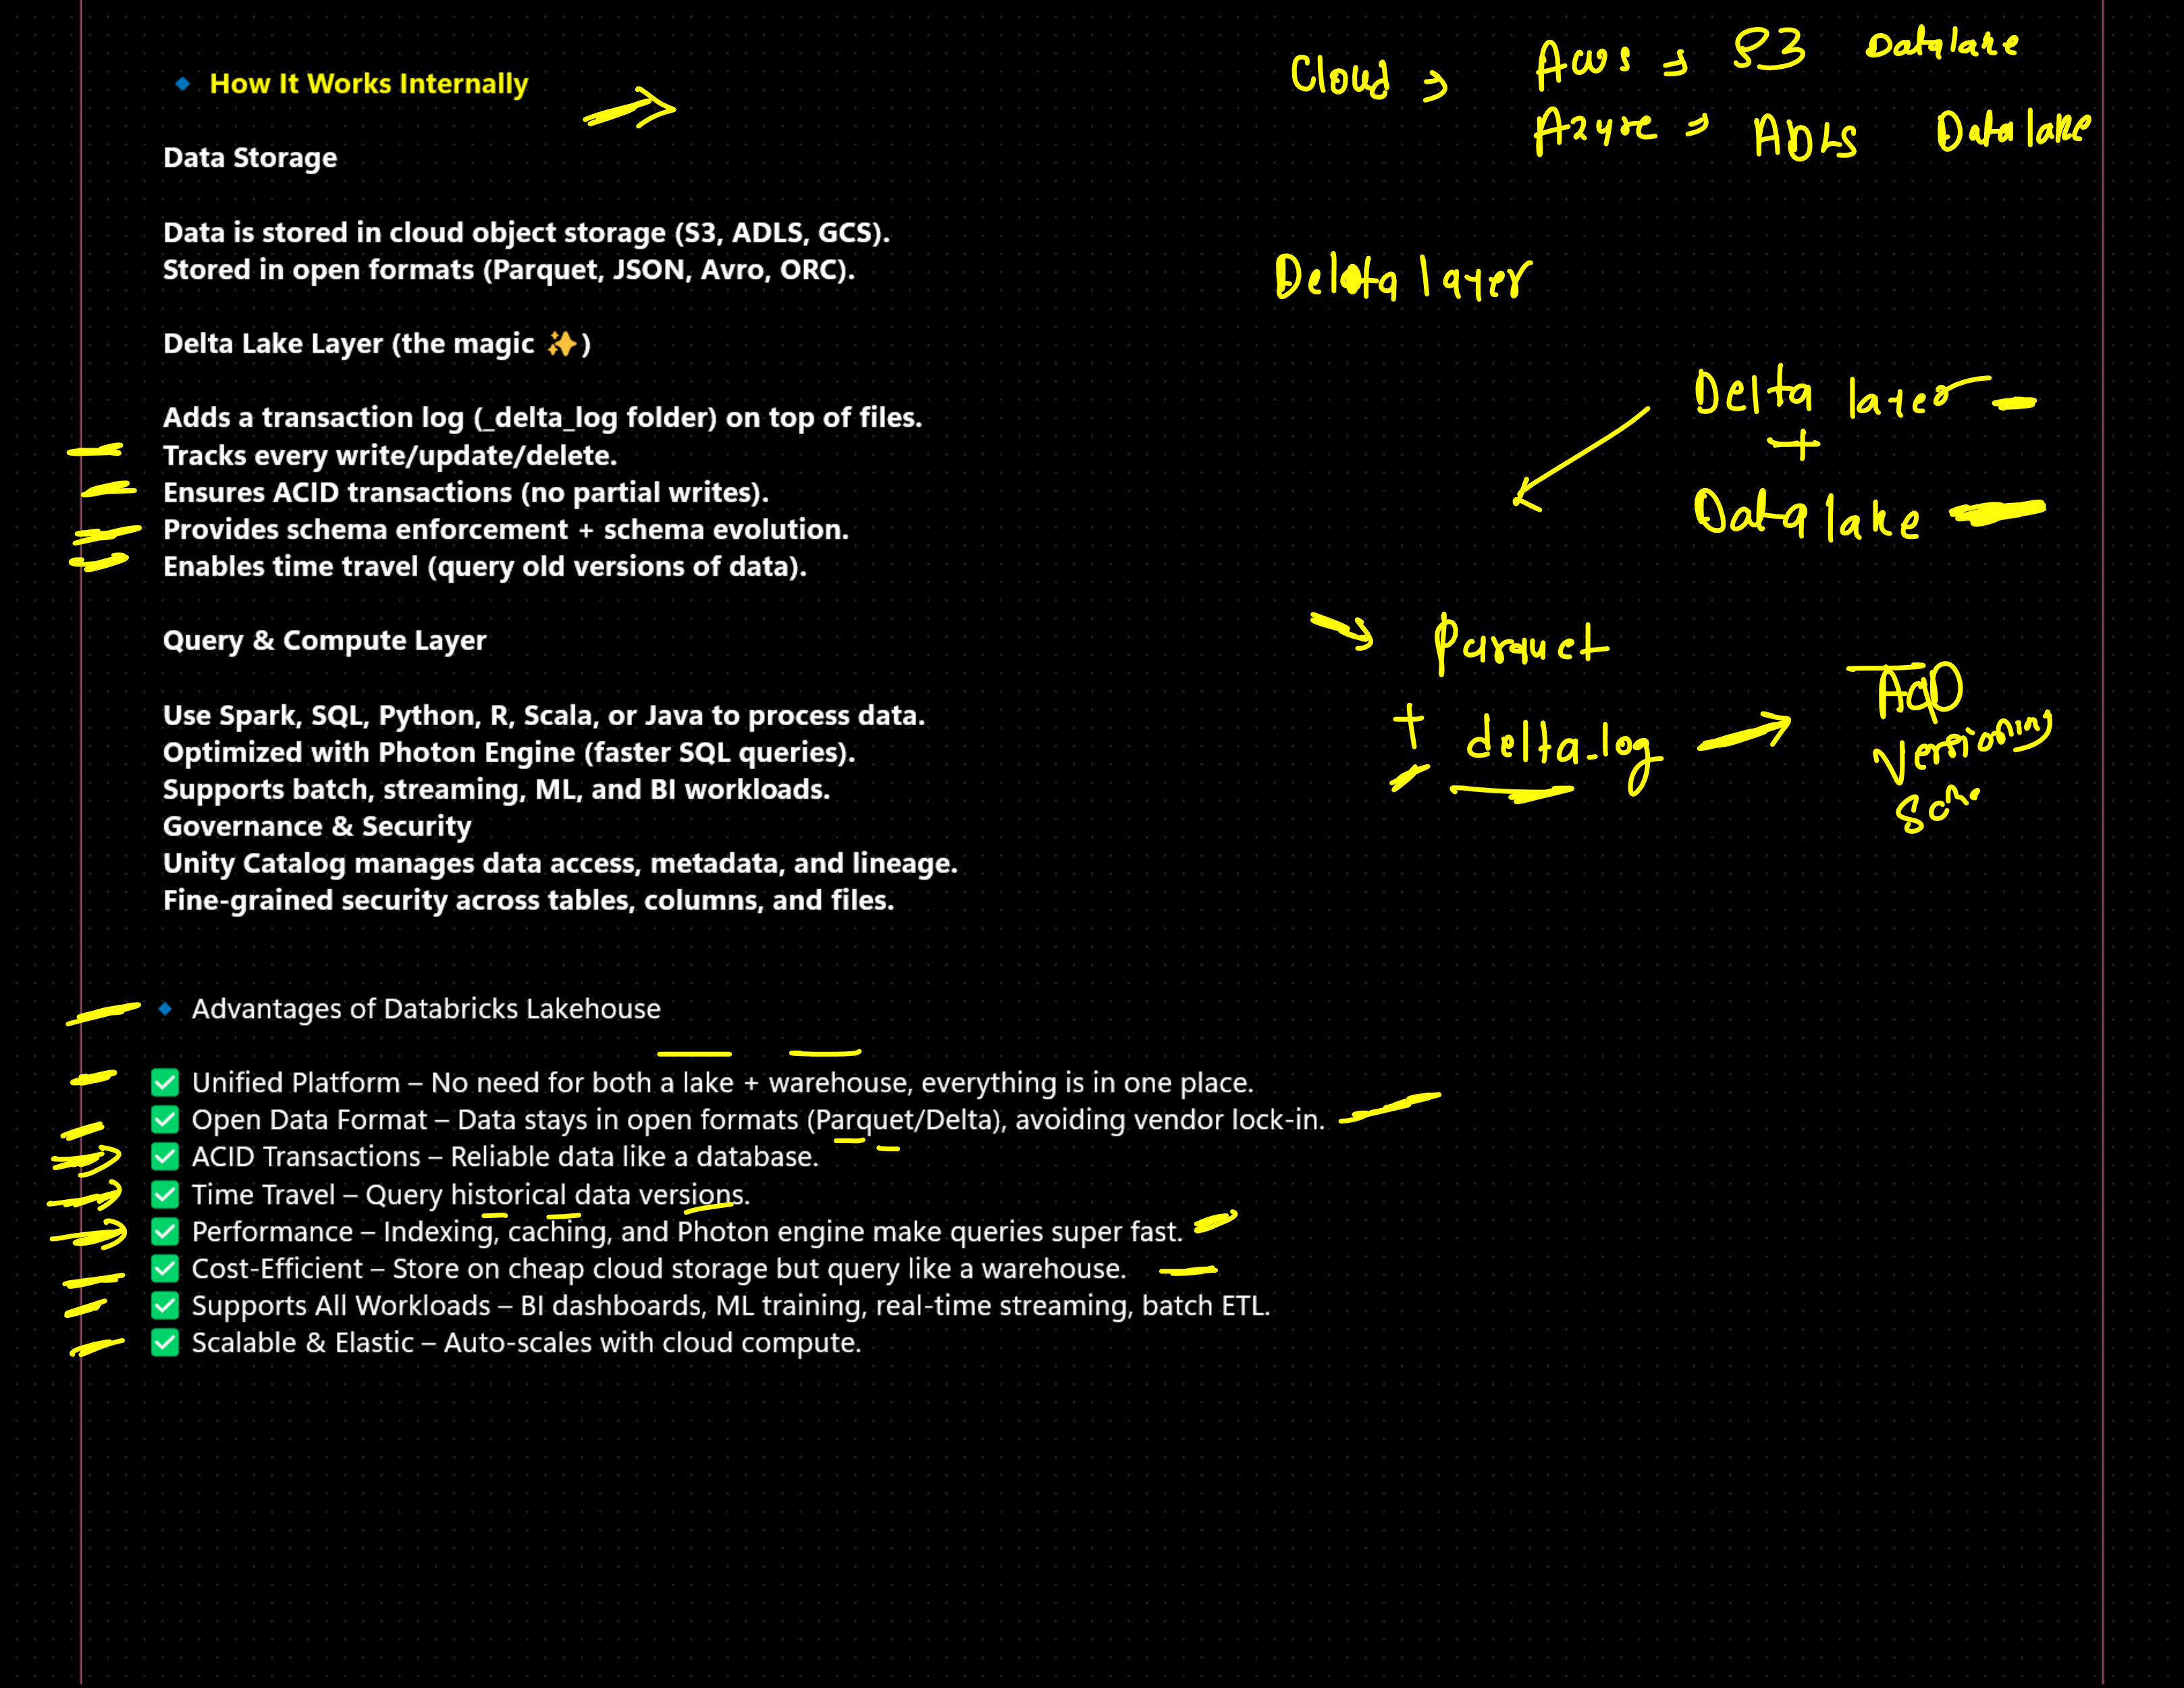 🔹 How It Works Internally
Data Storage
Data is stored in cloud object storage (S3, ADLS, GCS).
Stored in open formats (Parquet, JSON, Avro, ORC).
Delta Lake Layer (the magic ✨)
Adds a transaction log (_delta_log folder) on top of files.
Tracks every write/update/delete.
Ensures ACID transactions (no partial writes).
Provides schema enforcement + schema evolution.
Enables time travel (query old versions of data).
Query & Compute Layer
Use Spark, SQL, Python, R, Scala, or Java to process data.
Optimized with Photon Engine (faster SQL queries).
Supports batch, streaming, ML, and BI workloads.
Governance & Security
Unity Catalog manages data access, metadata, and lineage.
Fine-grained security across tables, columns, and files.
🔹 Advantages of Databricks Lakehouse
✅ Unified Platform – No need for both a lake + warehouse, everything is in one place.
✅ Open Data Format – Data stays in open formats (Parquet/Delta), avoiding vendor lock-in.
✅ ACID Transactions – Reliable data like a database.
✅ Time Travel – Query historical data versions.
✅ Performance – Indexing, caching, and Photon engine make queries super fast.
✅ Cost-Efficient – Store on cheap cloud storage but query like a warehouse.
✅ Supports All Workloads – BI dashboards, ML training, real-time streaming, batch ETL.
✅ Scalable & Elastic – Auto-scales with cloud compute.
Cloud ⇒ Aws ⇒ S3 Datalake
Azure ⇒ ADLS Datalake
Delta layer
Delta layer
+
Data lake
→ Parquet
+ delta_log → ACID
Versioning